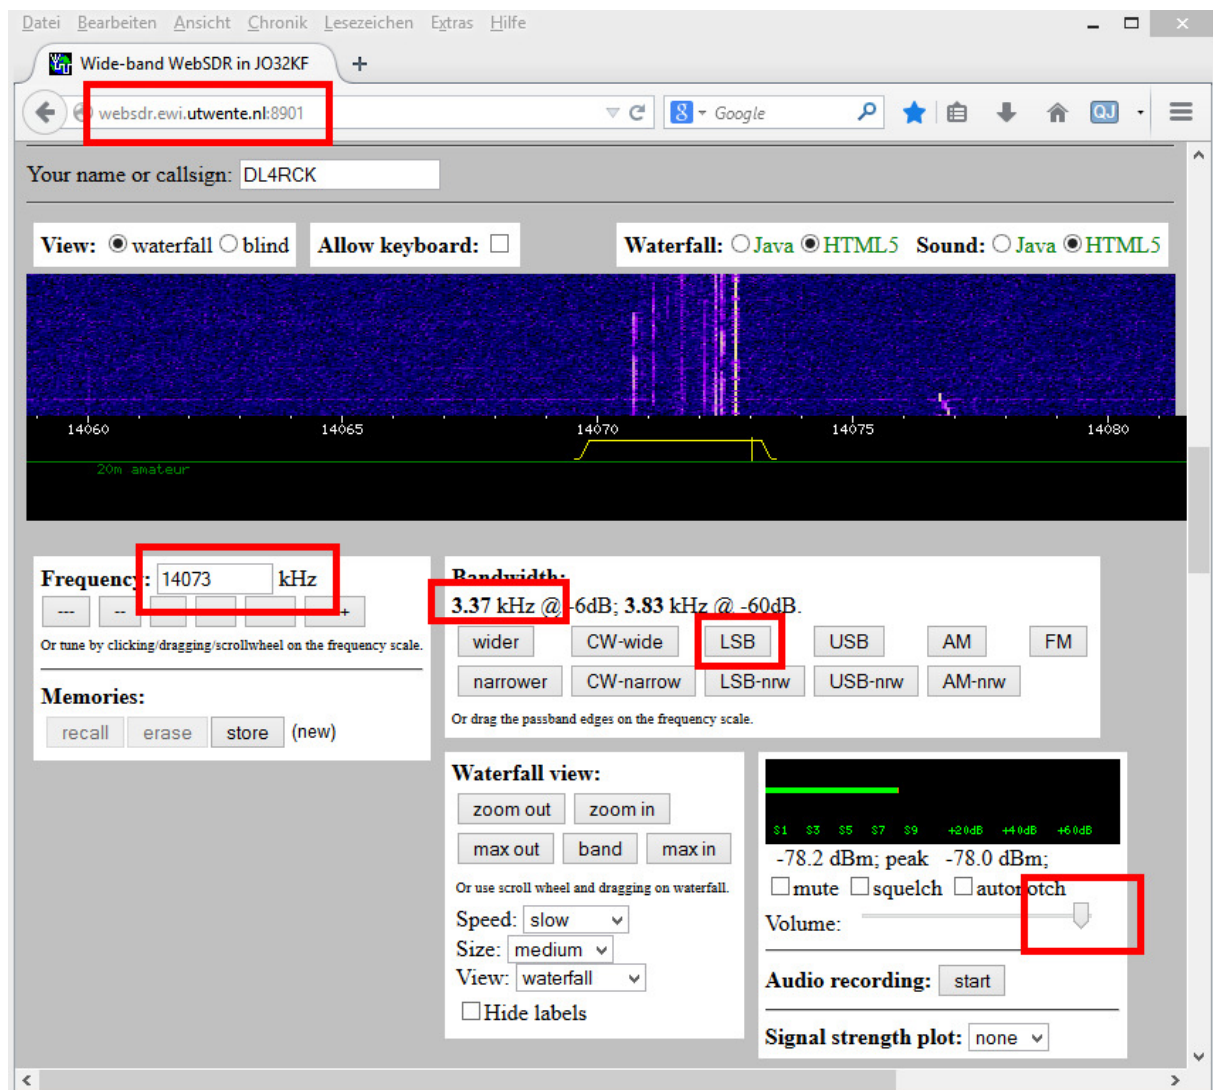 Datei Bearbeiten Ansicht Chronik Lesezeichen Extras Hilfe
Wide-band WebSDR in JO32KF
websdr.ewi.utwente.nl:8901 Google QJ
Your name or callsign: DL4RCK
View: waterfall blind Allow keyboard: Waterfall: Java HTML5 Sound: Java HTML5
14060 14065 14070 14075 14080
20m amateur
Frequency: 14073 kHz
--- -- +
Or tune by clicking/dragging/scrollwheel on the frequency scale.
Memories:
recall erase store (new)
Bandwidth:
3.37 kHz @ -6dB; 3.83 kHz @ -60dB.
wider CW-wide LSB USB AM FM
narrower CW-narrow LSB-nrw USB-nrw AM-nrw
Or drag the passband edges on the frequency scale.
Waterfall view:
zoom out zoom in
max out band max in
Or use scroll wheel and dragging on waterfall.
Speed: slow
Size: medium
View: waterfall
Hide labels
S1 S3 S5 S7 S9 +20dB +40dB +60dB
-78.2 dBm; peak -78.0 dBm;
mute squelch autonotch
Volume:
Audio recording: start
Signal strength plot: none